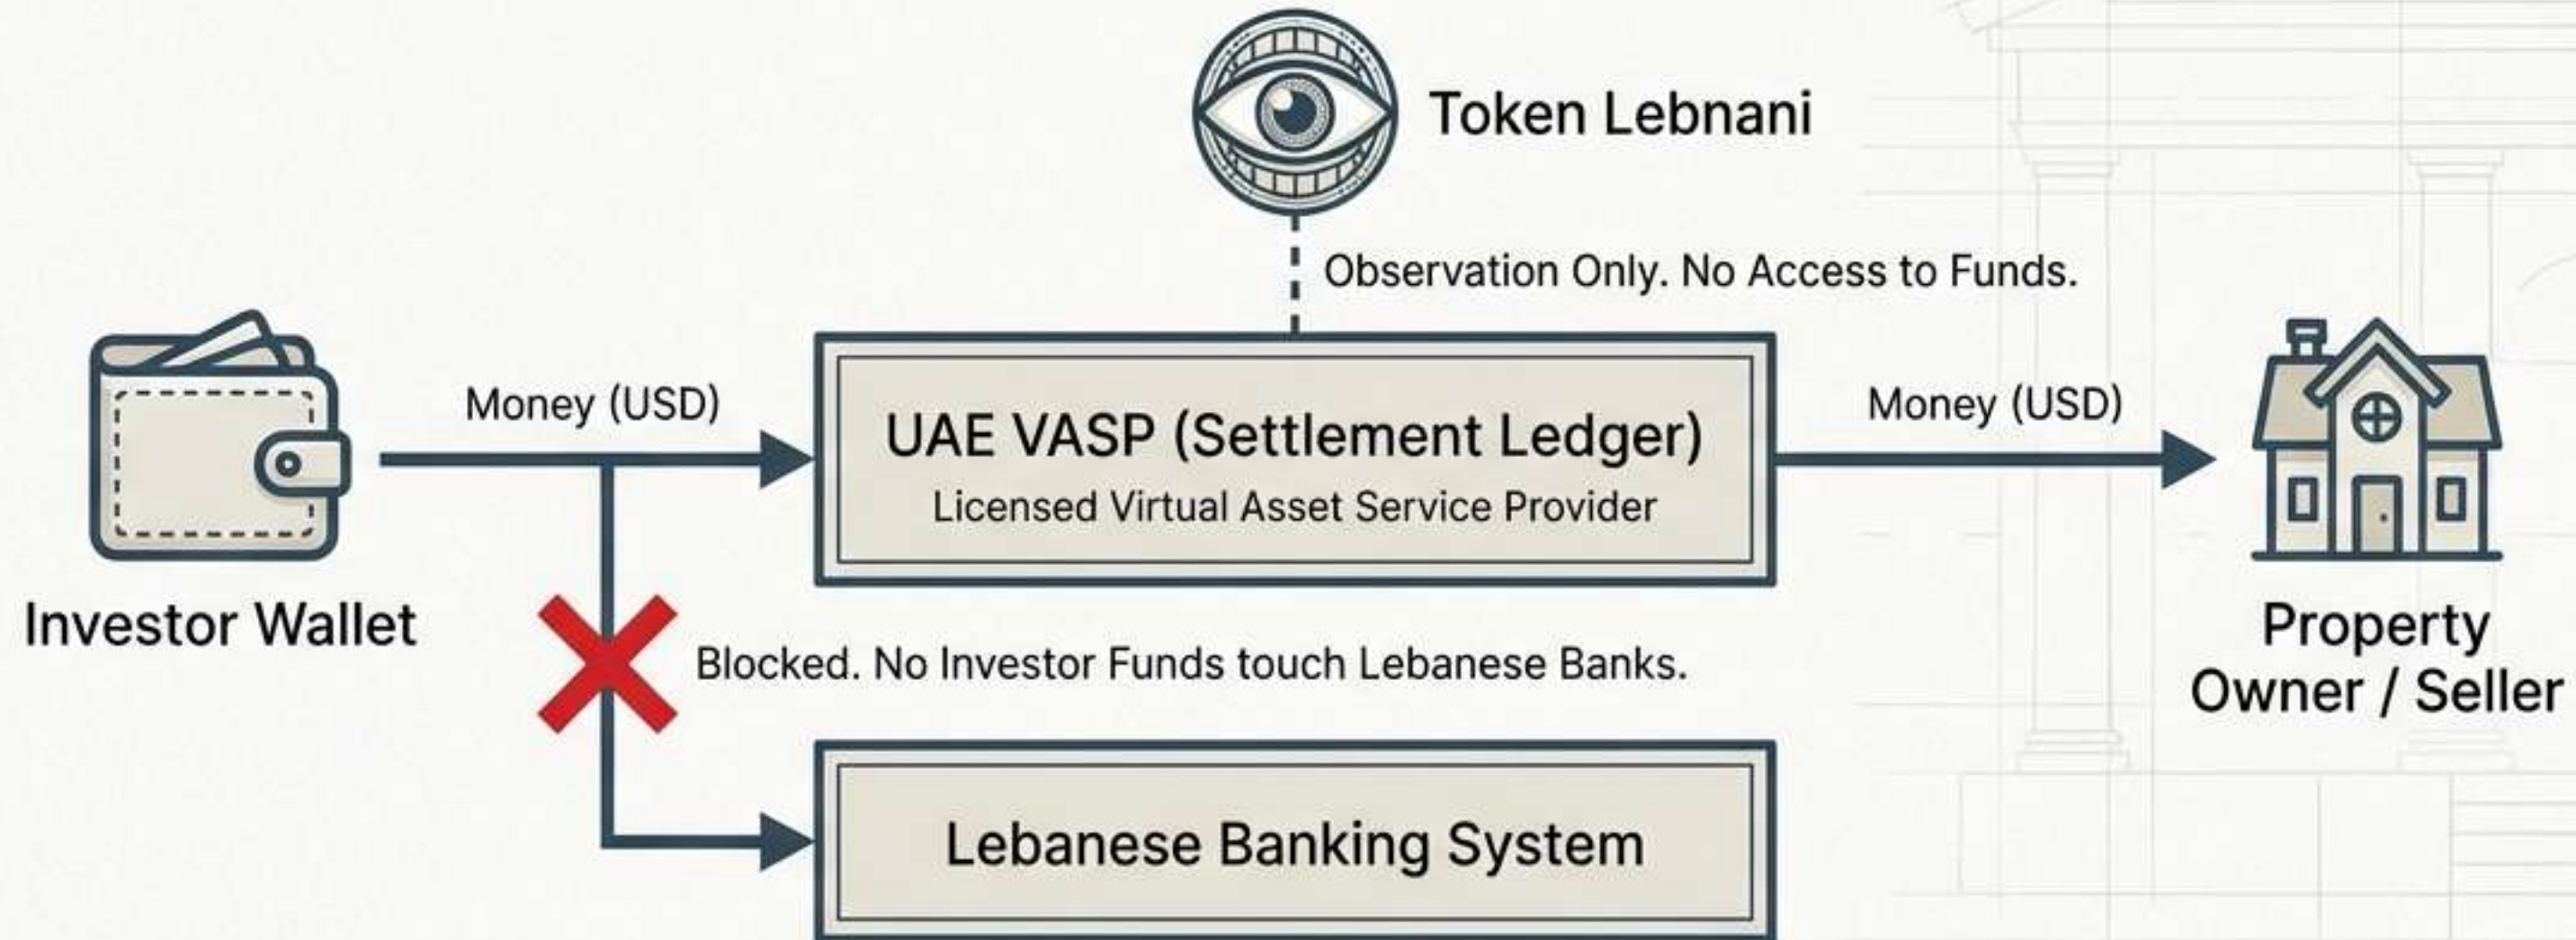 Token Lebnani
Observation Only. No Access to Funds.
Money (USD)
UAE VASP (Settlement Ledger)
Licensed Virtual Asset Service Provider
Money (USD)
Investor Wallet
Blocked. No Investor Funds touch Lebanese Banks.
Property
Owner / Seller
Lebanese Banking System